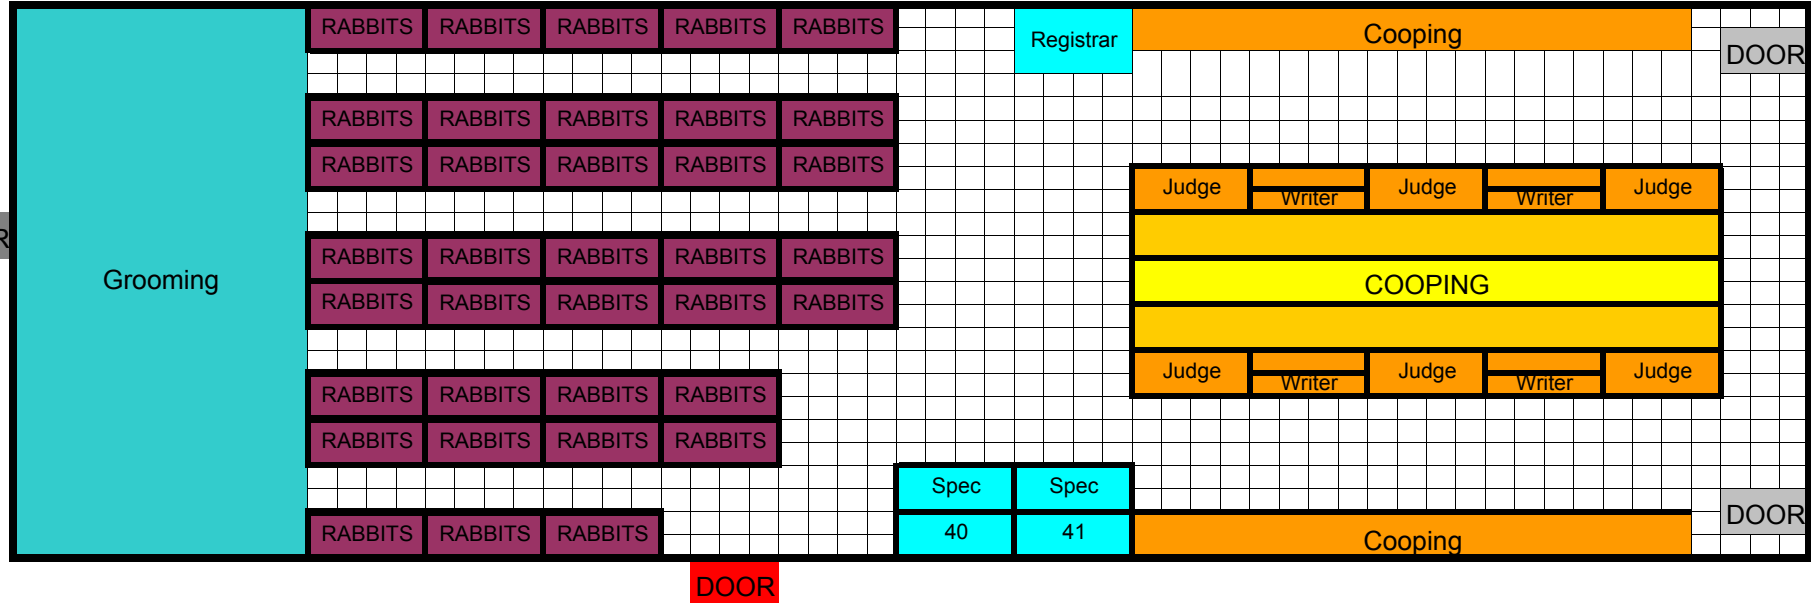 RABBITS RABBITS RABBITS RABBITS RABBITS Registrar Cooping
DOOR
RABBITS RABBITS RABBITS RABBITS RABBITS
RABBITS RABBITS RABBITS RABBITS RABBITS
Judge Writer Judge Writer Judge
R
RABBITS RABBITS RABBITS RABBITS RABBITS
Grooming COOPING
RABBITS RABBITS RABBITS RABBITS RABBITS
Judge Writer Judge Writer Judge
RABBITS RABBITS RABBITS RABBITS
RABBITS RABBITS RABBITS RABBITS
Spec Spec
DOOR
RABBITS RABBITS RABBITS 40 41 Cooping
DOOR